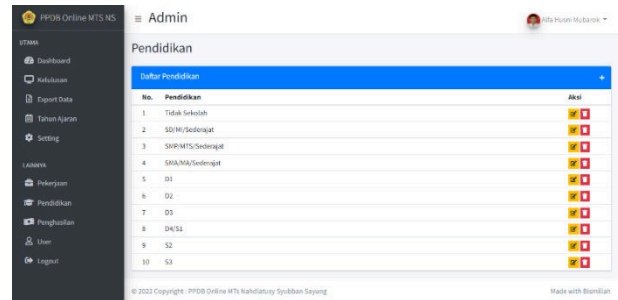 PPDB Online MTS NS
≡ Admin
Alfa Husni Mubarok
UTAMA
Dashboard
Kelulusan
Export Data
Tahun Ajaran
Setting
LAINNYA
Pekerjaan
Pendidikan
Penghasilan
User
Logout
Pendidikan
Daftar Pendidikan +
No. Pendidikan Aksi
1 Tidak Sekolah
2 SD/MI/Sederajat
3 SMP/MTS/Sederajat
4 SMA/MA/Sederajat
5 D1
6 D2
7 D3
8 D4/S1
9 S2
10 S3
© 2022 Copyright : PPDB Online MTs Nahdlatusy Syubban Sayung
Made with Bismillah